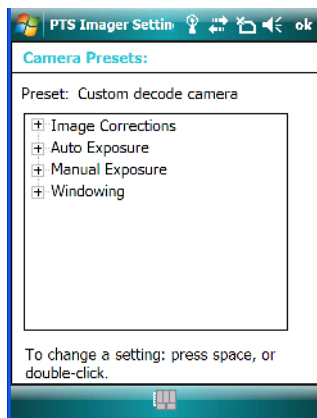 PTS Imager Settin ok
Camera Presets:
Preset: Custom decode camera
Image Corrections
Auto Exposure
Manual Exposure
Windowing
To change a setting: press space, or
double-click.